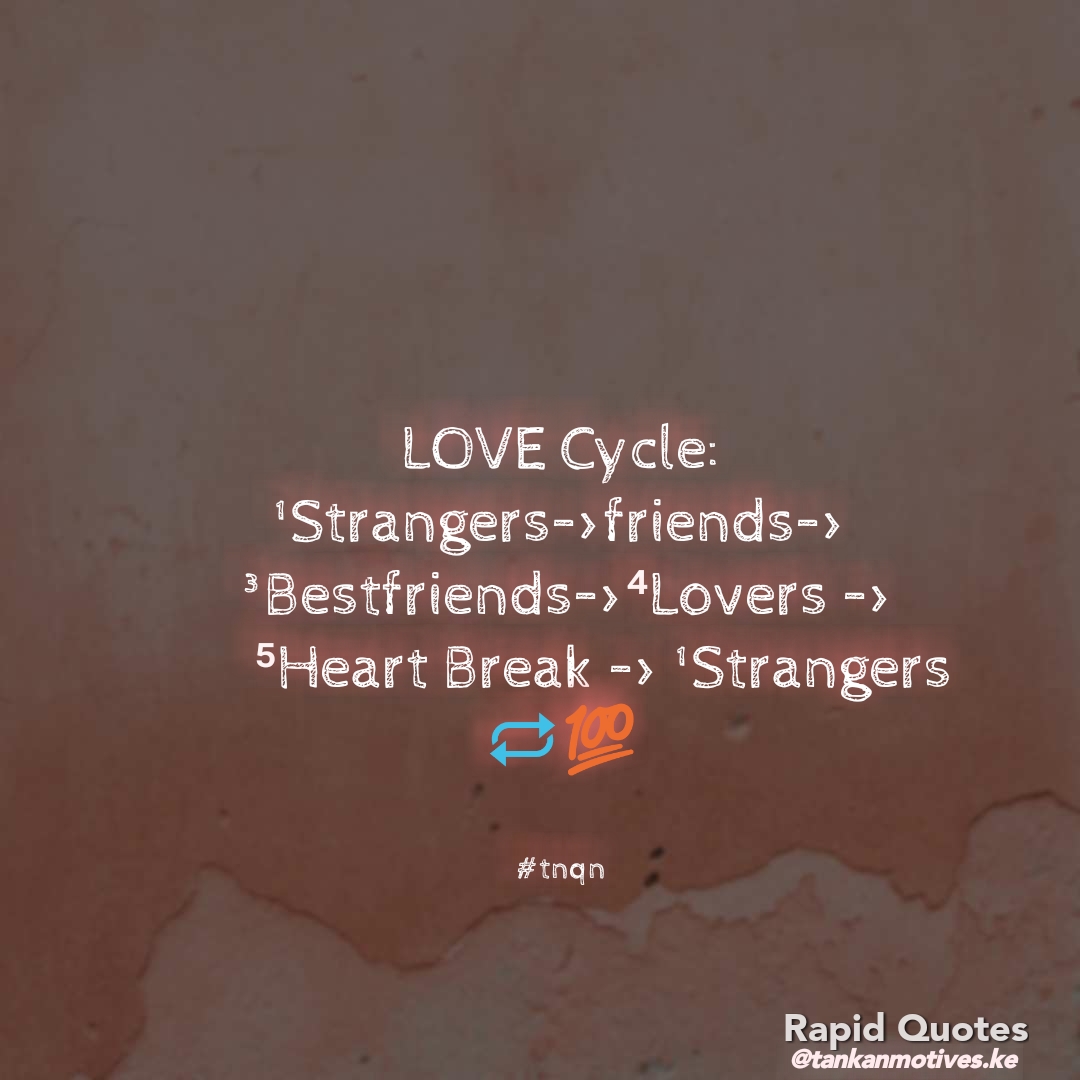 LOVE Cycle:
¹Strangers-›friends-›
³Bestfriends-›⁴Lovers -›
⁵Heart Break -› ¹Strangers
🔁💯
#tnqn
Rapid Quotes
@tankanmotives.ke